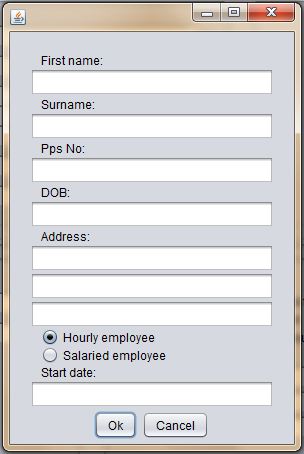 First name:
Surname:
Pps No:
DOB:
Address:
Hourly employee
Salaried employee
Start date:
Ok Cancel